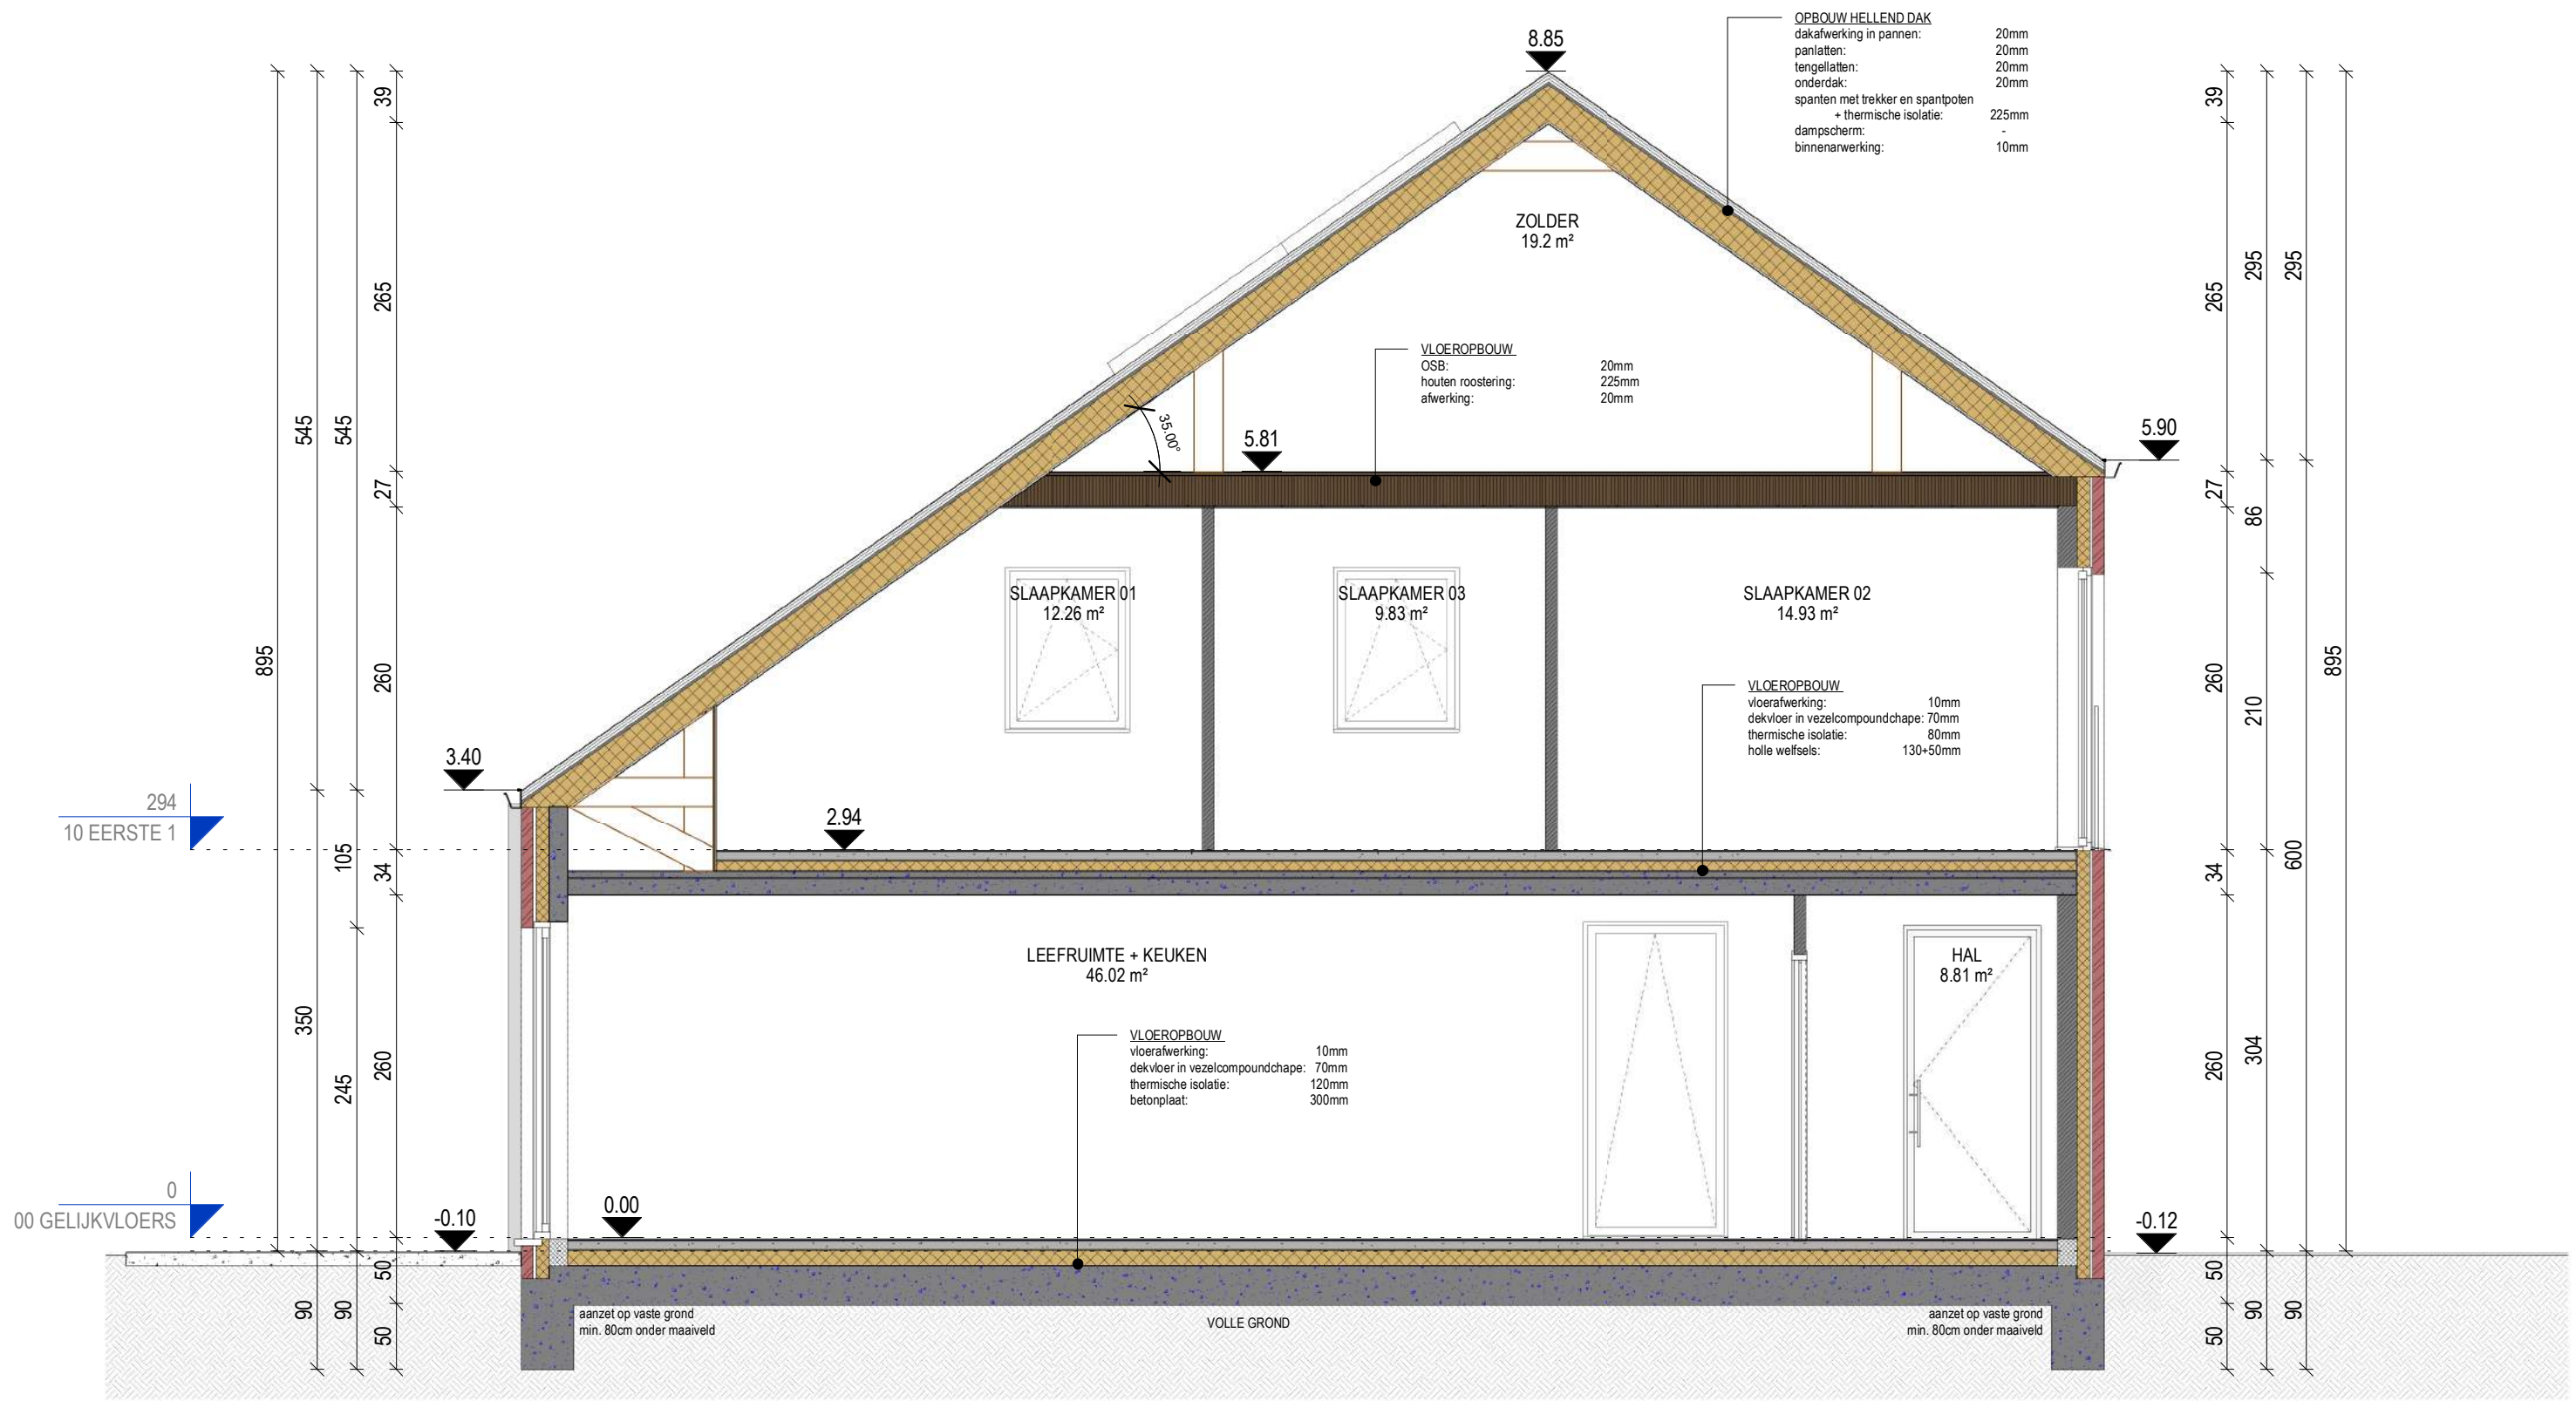 OPBOUW HELLEND DAK
dakafwerking in pannen: 20mm
panlatten: 20mm
tengellatten: 20mm
onderdak: 20mm
spanten met trekker en spantpoten
+ thermische isolatie: 225mm
dampscherm: -
binnenarwerking: 10mm
8.85
39
39
ZOLDER
19.2 m²
265
295
295
265
VLOEROPBOUW
OSB: 20mm
houten roostering: 225mm
afwerking: 20mm
545
545
35.00°
5.81
5.90
27
27
86
SLAAPKAMER 01
12.26 m²
SLAAPKAMER 03
9.83 m²
SLAAPKAMER 02
14.93 m²
895
260
260
210
895
VLOEROPBOUW
vloerafwerking: 10mm
dekvloer in vezelcompoundchape: 70mm
thermische isolatie: 80mm
holle welfsels: 130+50mm
3.40
294
10 EERSTE 1
2.94
105
34
34
600
LEEFRUIMTE + KEUKEN
46.02 m²
HAL
8.81 m²
350
245
260
260
304
VLOEROPBOUW
vloerafwerking: 10mm
dekvloer in vezelcompoundchape: 70mm
thermische isolatie: 120mm
betonplaat: 300mm
0
00 GELIJKVLOERS
-0.10
0.00
-0.12
50
50
90
90
50
50
90
90
aanzet op vaste grond
min. 80cm onder maaiveld
VOLLE GROND
aanzet op vaste grond
min. 80cm onder maaiveld